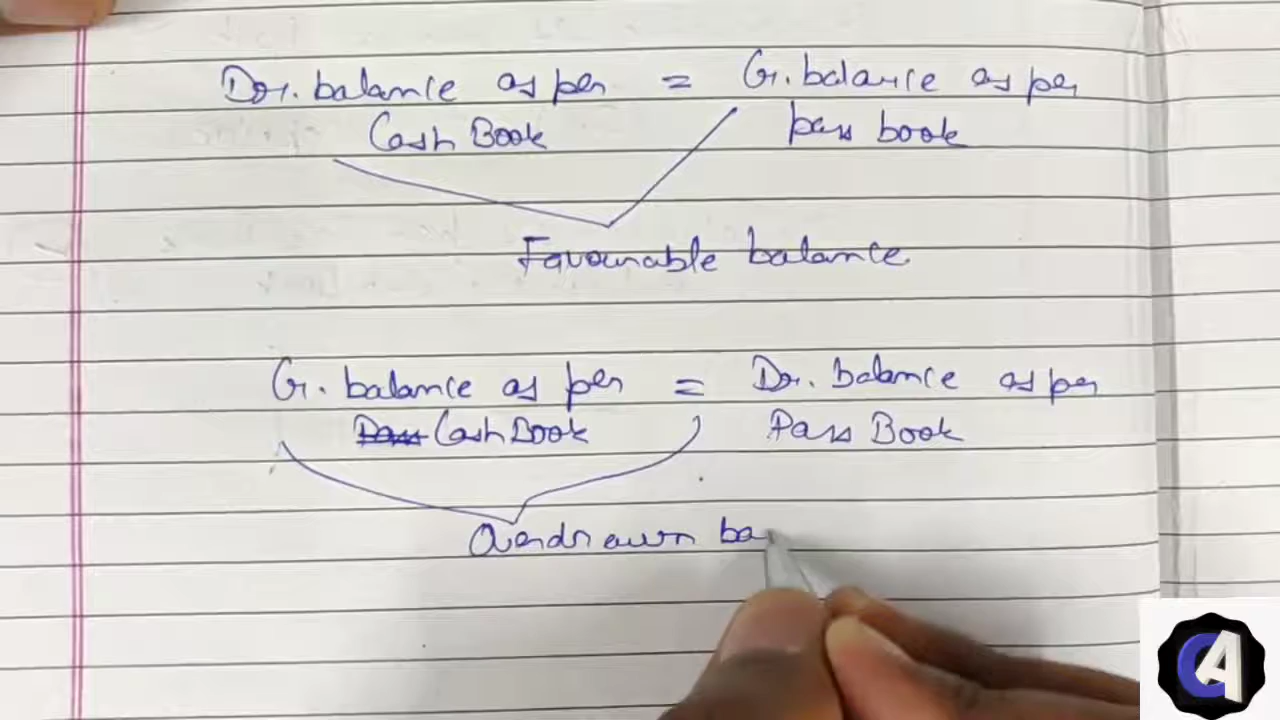 Dr. balance as per = Cr. balance as per
Cash Book pass book
Favourable balance
Cr. balance as per = Dr. balance as per
Pass Cash Book Pass Book
Overdrawn ba
CA